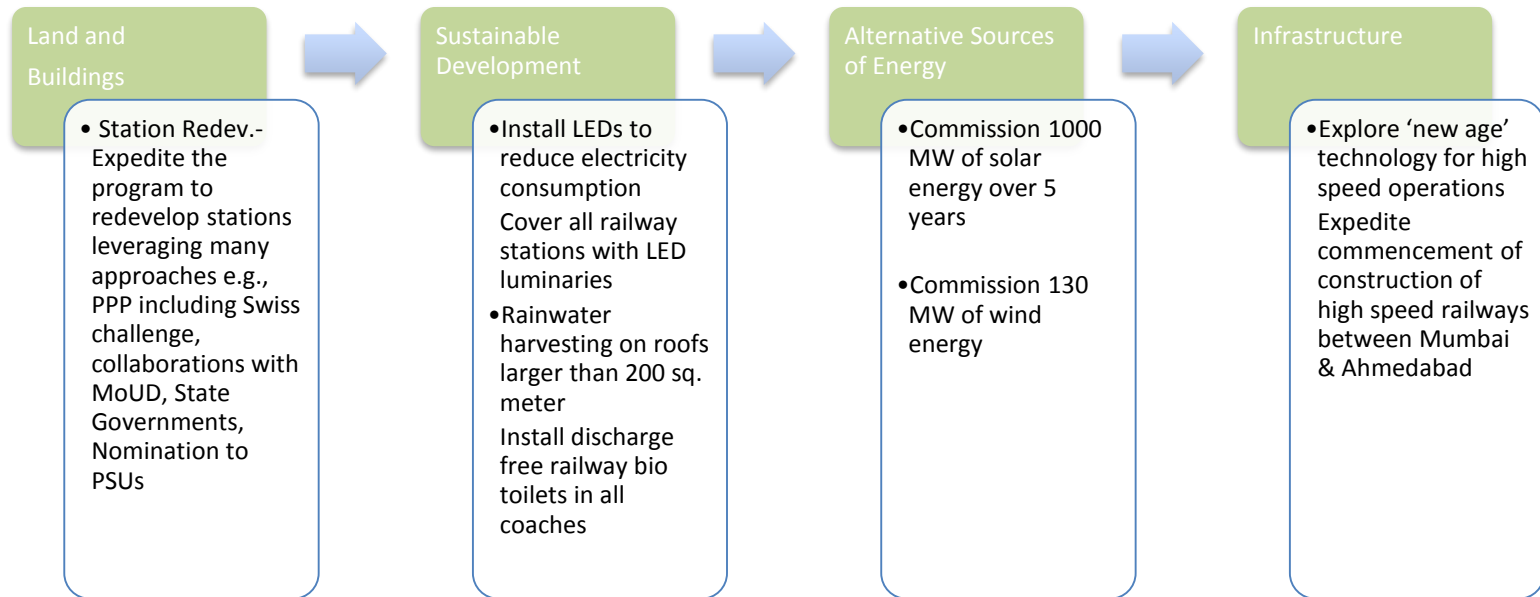 Land and
Buildings
• Station Redev.-
Expedite the
program to
redevelop stations
leveraging many
approaches e.g.,
PPP including Swiss
challenge,
collaborations with
MoUD, State
Governments,
Nomination to
PSUs
Sustainable
Development
•Install LEDs to
reduce electricity
consumption
Cover all railway
stations with LED
luminaries
•Rainwater
harvesting on roofs
larger than 200 sq.
meter
Install discharge
free railway bio
toilets in all
coaches
Alternative Sources
of Energy
•Commission 1000
MW of solar
energy over 5
years
•Commission 130
MW of wind
energy
Infrastructure
•Explore ‘new age’
technology for high
speed operations
Expedite
commencement of
construction of
high speed railways
between Mumbai
& Ahmedabad